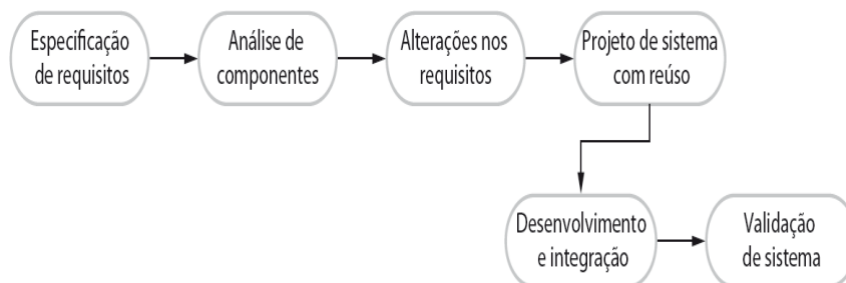 Especificação
de requisitos
Análise de
componentes
Alterações nos
requisitos
Projeto de sistema
com reúso
Desenvolvimento
e integração
Validação
de sistema